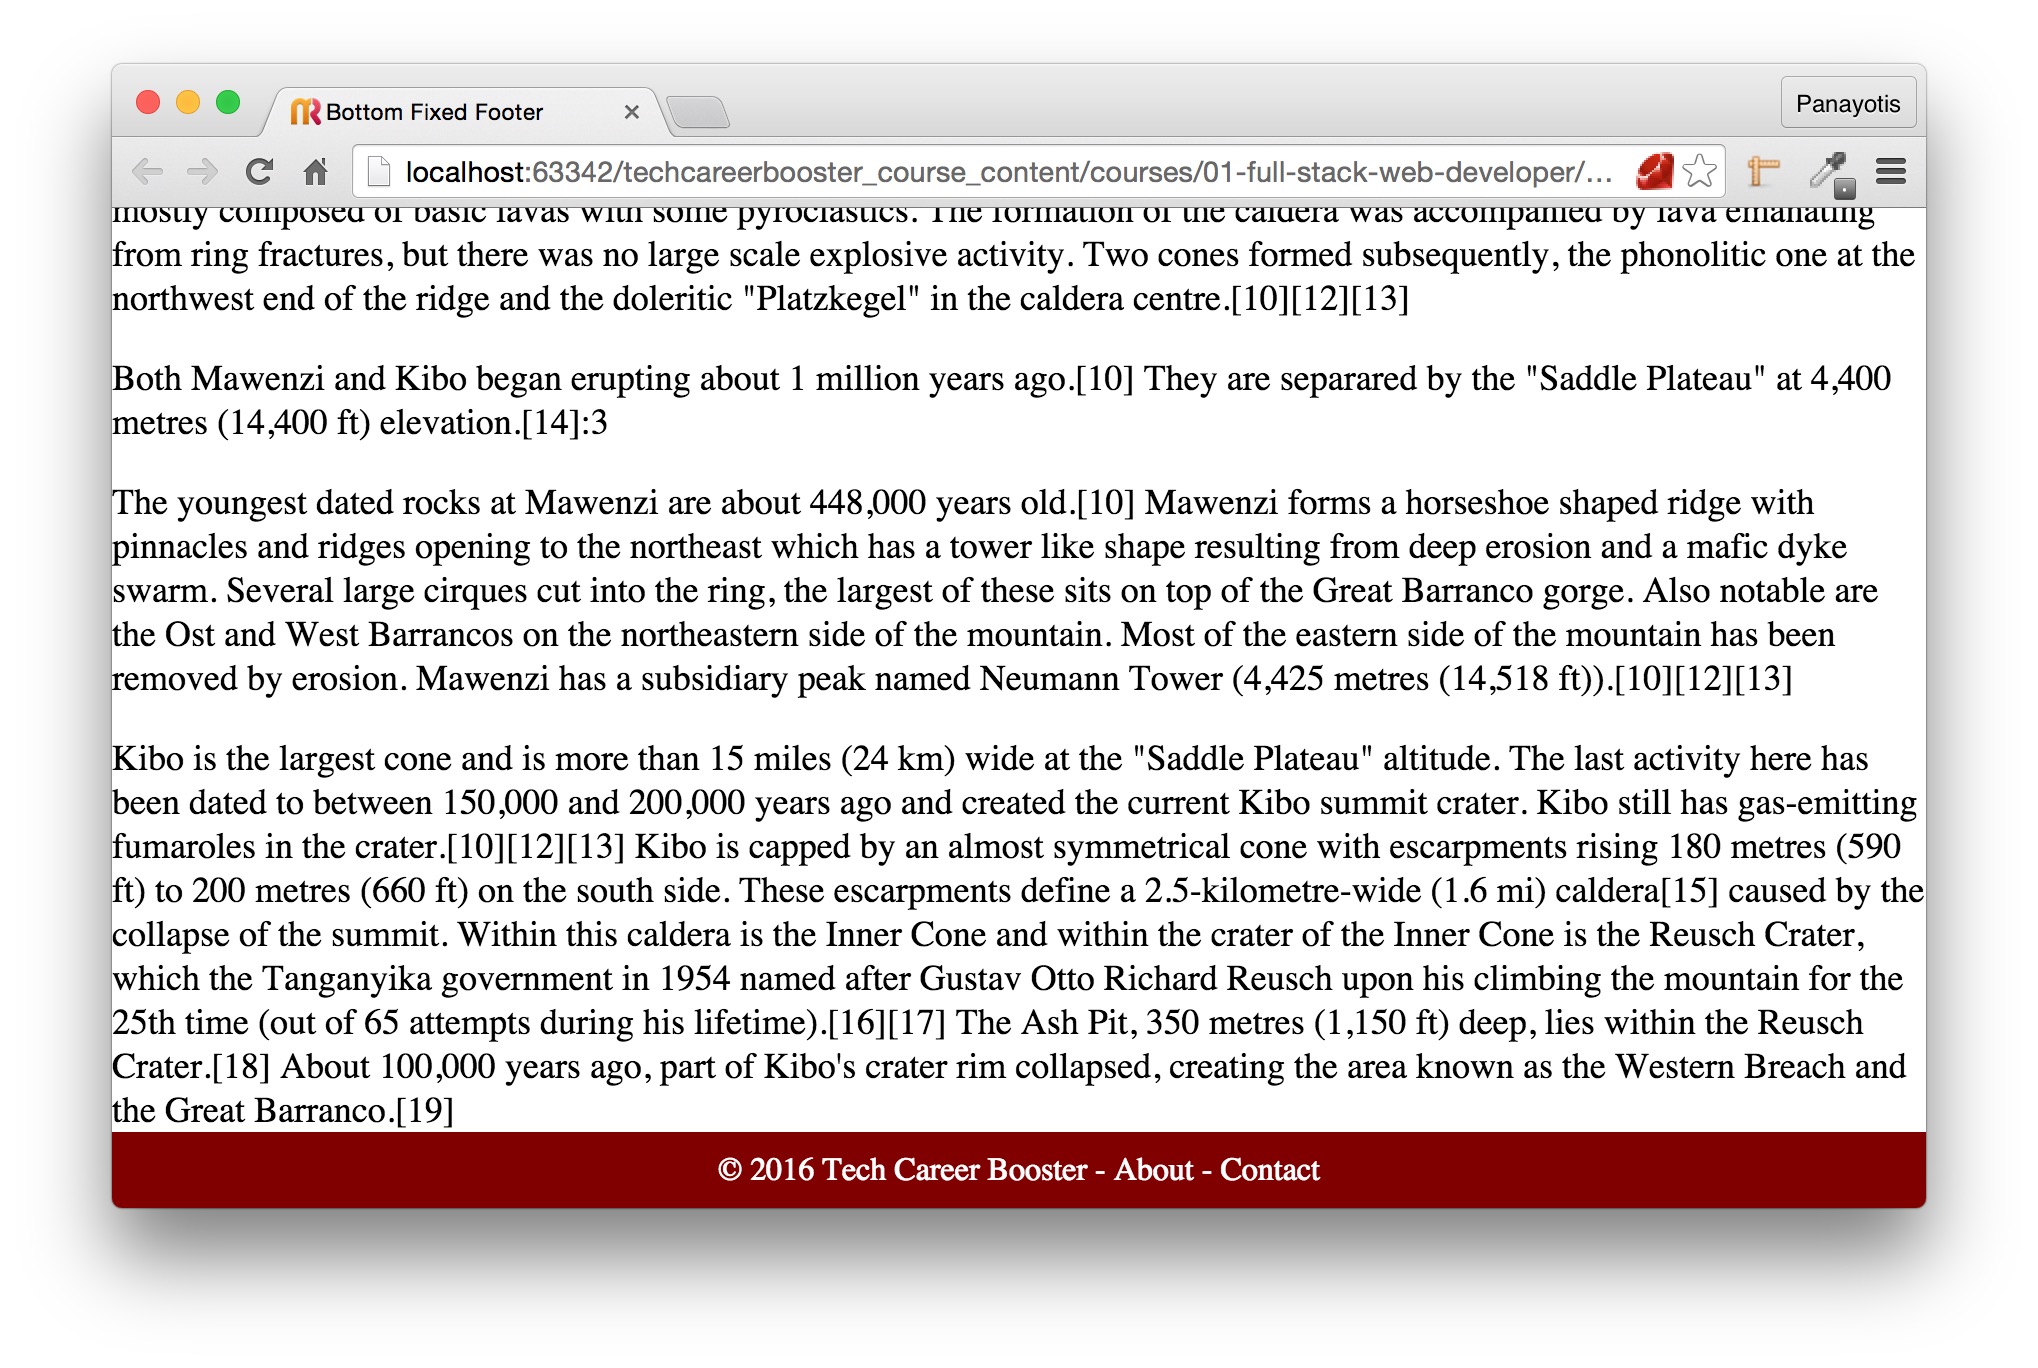 Bottom Fixed Footer
Panayotis
localhost:63342/techcareerbooster_course_content/courses/01-full-stack-web-developer/...
mostly composed of basic lavas with some pyroclastics. The formation of the caldera was accompanied by lava emanating
from ring fractures, but there was no large scale explosive activity. Two cones formed subsequently, the phonolitic one at the
northwest end of the ridge and the doleritic "Platzkegel" in the caldera centre.[10][12][13]
Both Mawenzi and Kibo began erupting about 1 million years ago.[10] They are separared by the "Saddle Plateau" at 4,400
metres (14,400 ft) elevation.[14]:3
The youngest dated rocks at Mawenzi are about 448,000 years old.[10] Mawenzi forms a horseshoe shaped ridge with
pinnacles and ridges opening to the northeast which has a tower like shape resulting from deep erosion and a mafic dyke
swarm. Several large cirques cut into the ring, the largest of these sits on top of the Great Barranco gorge. Also notable are
the Ost and West Barrancos on the northeastern side of the mountain. Most of the eastern side of the mountain has been
removed by erosion. Mawenzi has a subsidiary peak named Neumann Tower (4,425 metres (14,518 ft)).[10][12][13]
Kibo is the largest cone and is more than 15 miles (24 km) wide at the "Saddle Plateau" altitude. The last activity here has
been dated to between 150,000 and 200,000 years ago and created the current Kibo summit crater. Kibo still has gas-emitting
fumaroles in the crater.[10][12][13] Kibo is capped by an almost symmetrical cone with escarpments rising 180 metres (590
ft) to 200 metres (660 ft) on the south side. These escarpments define a 2.5-kilometre-wide (1.6 mi) caldera[15] caused by the
collapse of the summit. Within this caldera is the Inner Cone and within the crater of the Inner Cone is the Reusch Crater,
which the Tanganyika government in 1954 named after Gustav Otto Richard Reusch upon his climbing the mountain for the
25th time (out of 65 attempts during his lifetime).[16][17] The Ash Pit, 350 metres (1,150 ft) deep, lies within the Reusch
Crater.[18] About 100,000 years ago, part of Kibo's crater rim collapsed, creating the area known as the Western Breach and
the Great Barranco.[19]
© 2016 Tech Career Booster - About - Contact